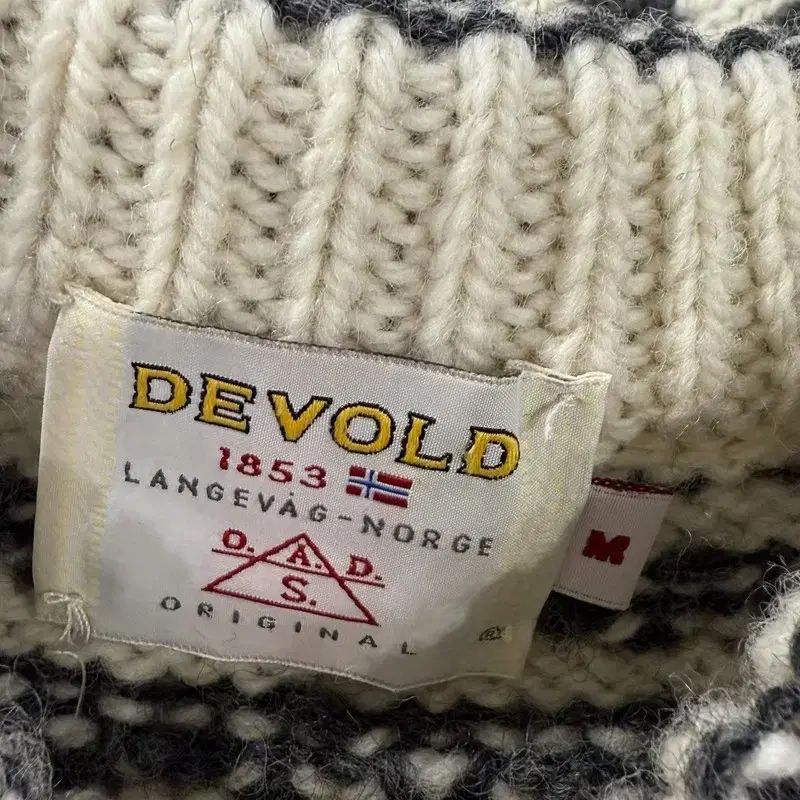 DEVOLD
1853
LANGEVÅG-NORGE
O. A. D.
S.
ORIGINAL ®
M